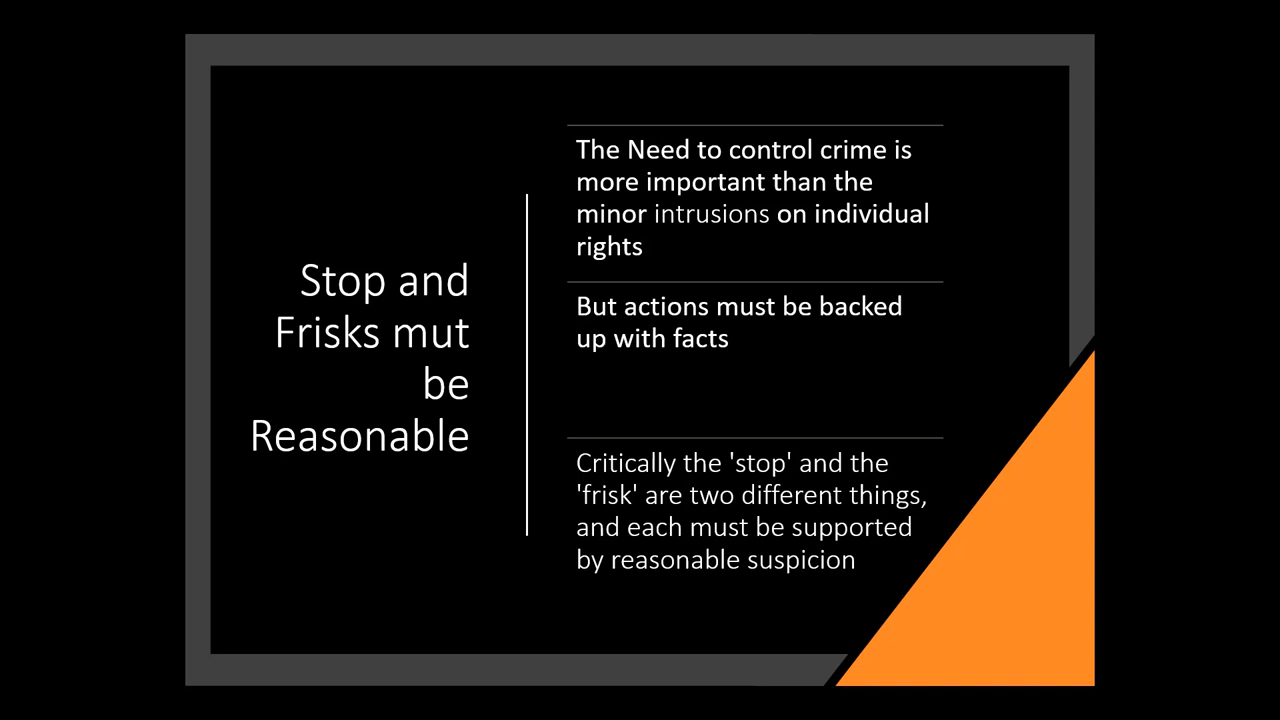 Stop and
Frisks mut
be
Reasonable
The Need to control crime is
more important than the
minor intrusions on individual
rights
But actions must be backed
up with facts
Critically the 'stop' and the
'frisk' are two different things,
and each must be supported
by reasonable suspicion